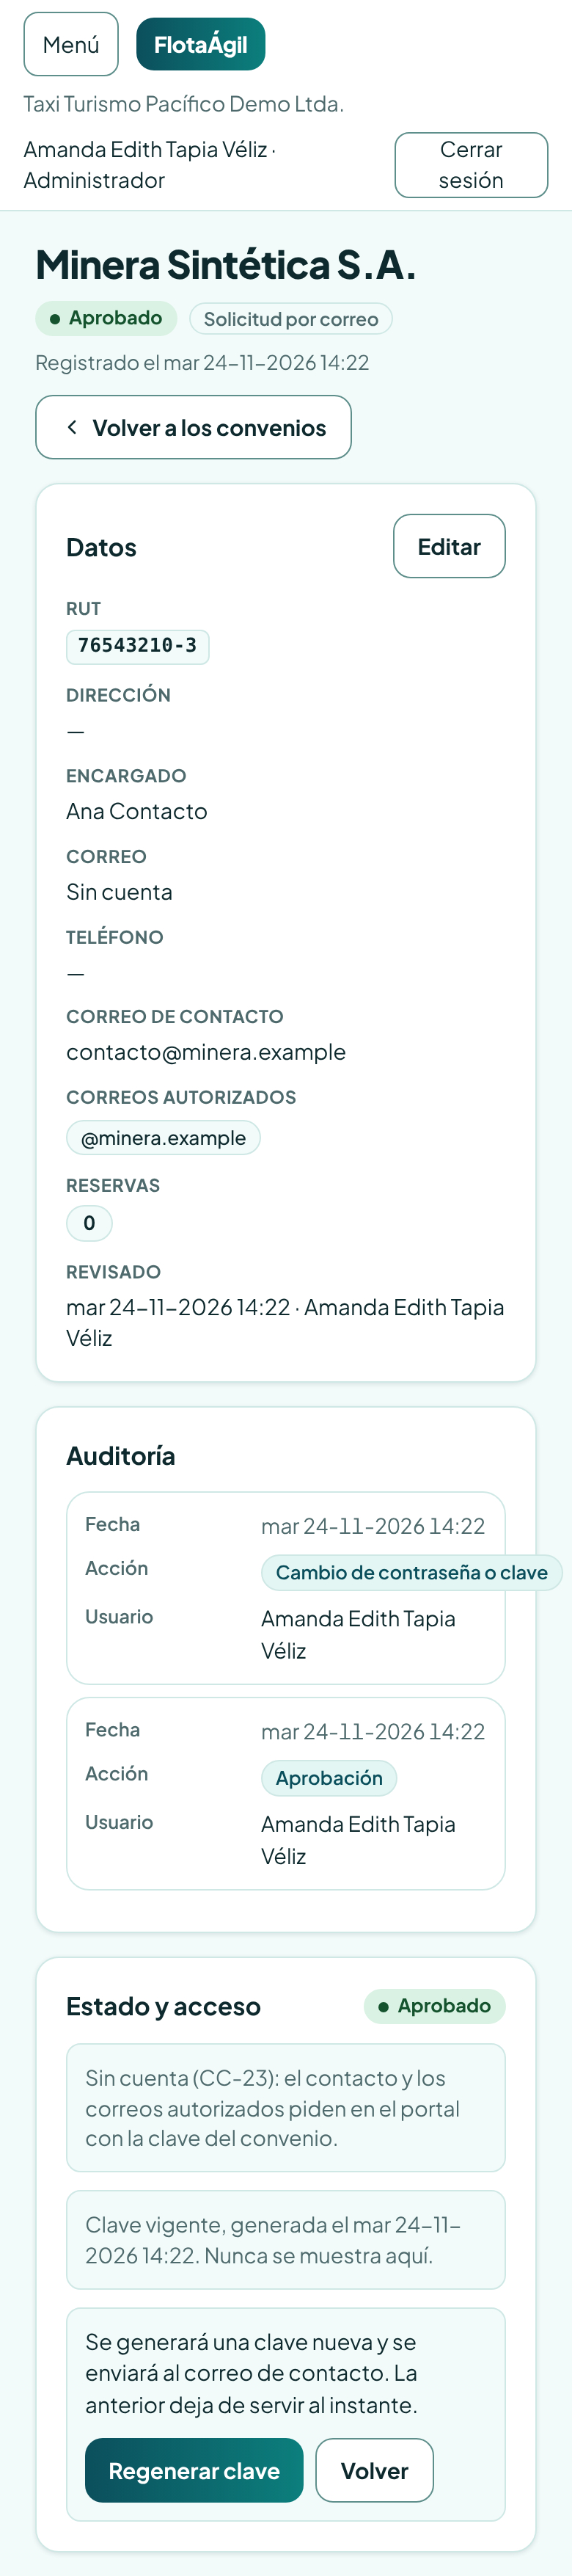 Menú
FlotaÁgil
Taxi Turismo Pacífico Demo Ltda.
Amanda Edith Tapia Véliz ·
Administrador
Cerrar
sesión
Minera Sintética S.A.
Aprobado
Solicitud por correo
Registrado el mar 24-11-2026 14:22
Volver a los convenios
Datos
Editar
RUT
76543210-3
DIRECCIÓN
—
ENCARGADO
Ana Contacto
CORREO
Sin cuenta
TELÉFONO
—
CORREO DE CONTACTO
contacto@minera.example
CORREOS AUTORIZADOS
@minera.example
RESERVAS
0
REVISADO
mar 24-11-2026 14:22 · Amanda Edith Tapia
Véliz
Auditoría
Fecha mar 24-11-2026 14:22
Acción Cambio de contraseña o clave
Usuario Amanda Edith Tapia
Véliz
Fecha mar 24-11-2026 14:22
Acción Aprobación
Usuario Amanda Edith Tapia
Véliz
Estado y acceso
Aprobado
Sin cuenta (CC-23): el contacto y los
correos autorizados piden en el portal
con la clave del convenio.
Clave vigente, generada el mar 24-11-
2026 14:22. Nunca se muestra aquí.
Se generará una clave nueva y se
enviará al correo de contacto. La
anterior deja de servir al instante.
Regenerar clave
Volver